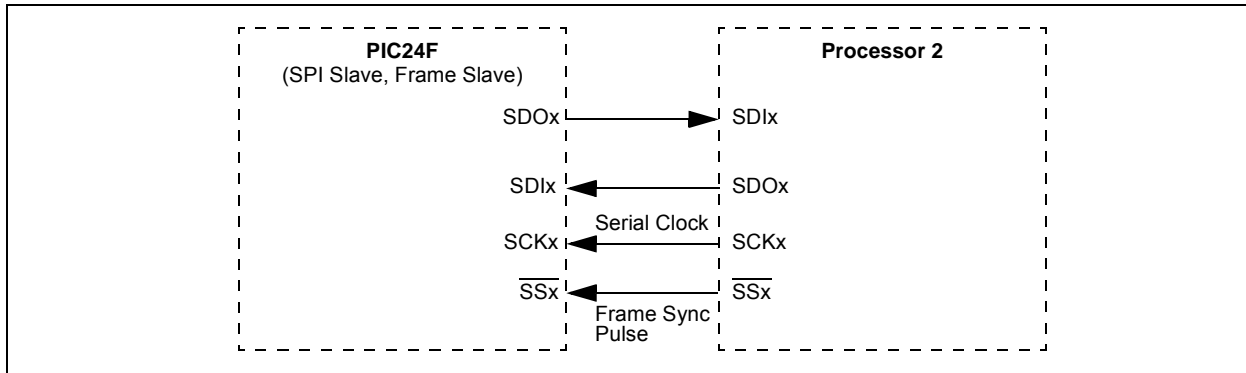 PIC24F
(SPI Slave, Frame Slave)
Processor 2
SDOx
SDIx
SDIx
SDOx
Serial Clock
SCKx
SCKx
SSx
SSx
Frame Sync
Pulse